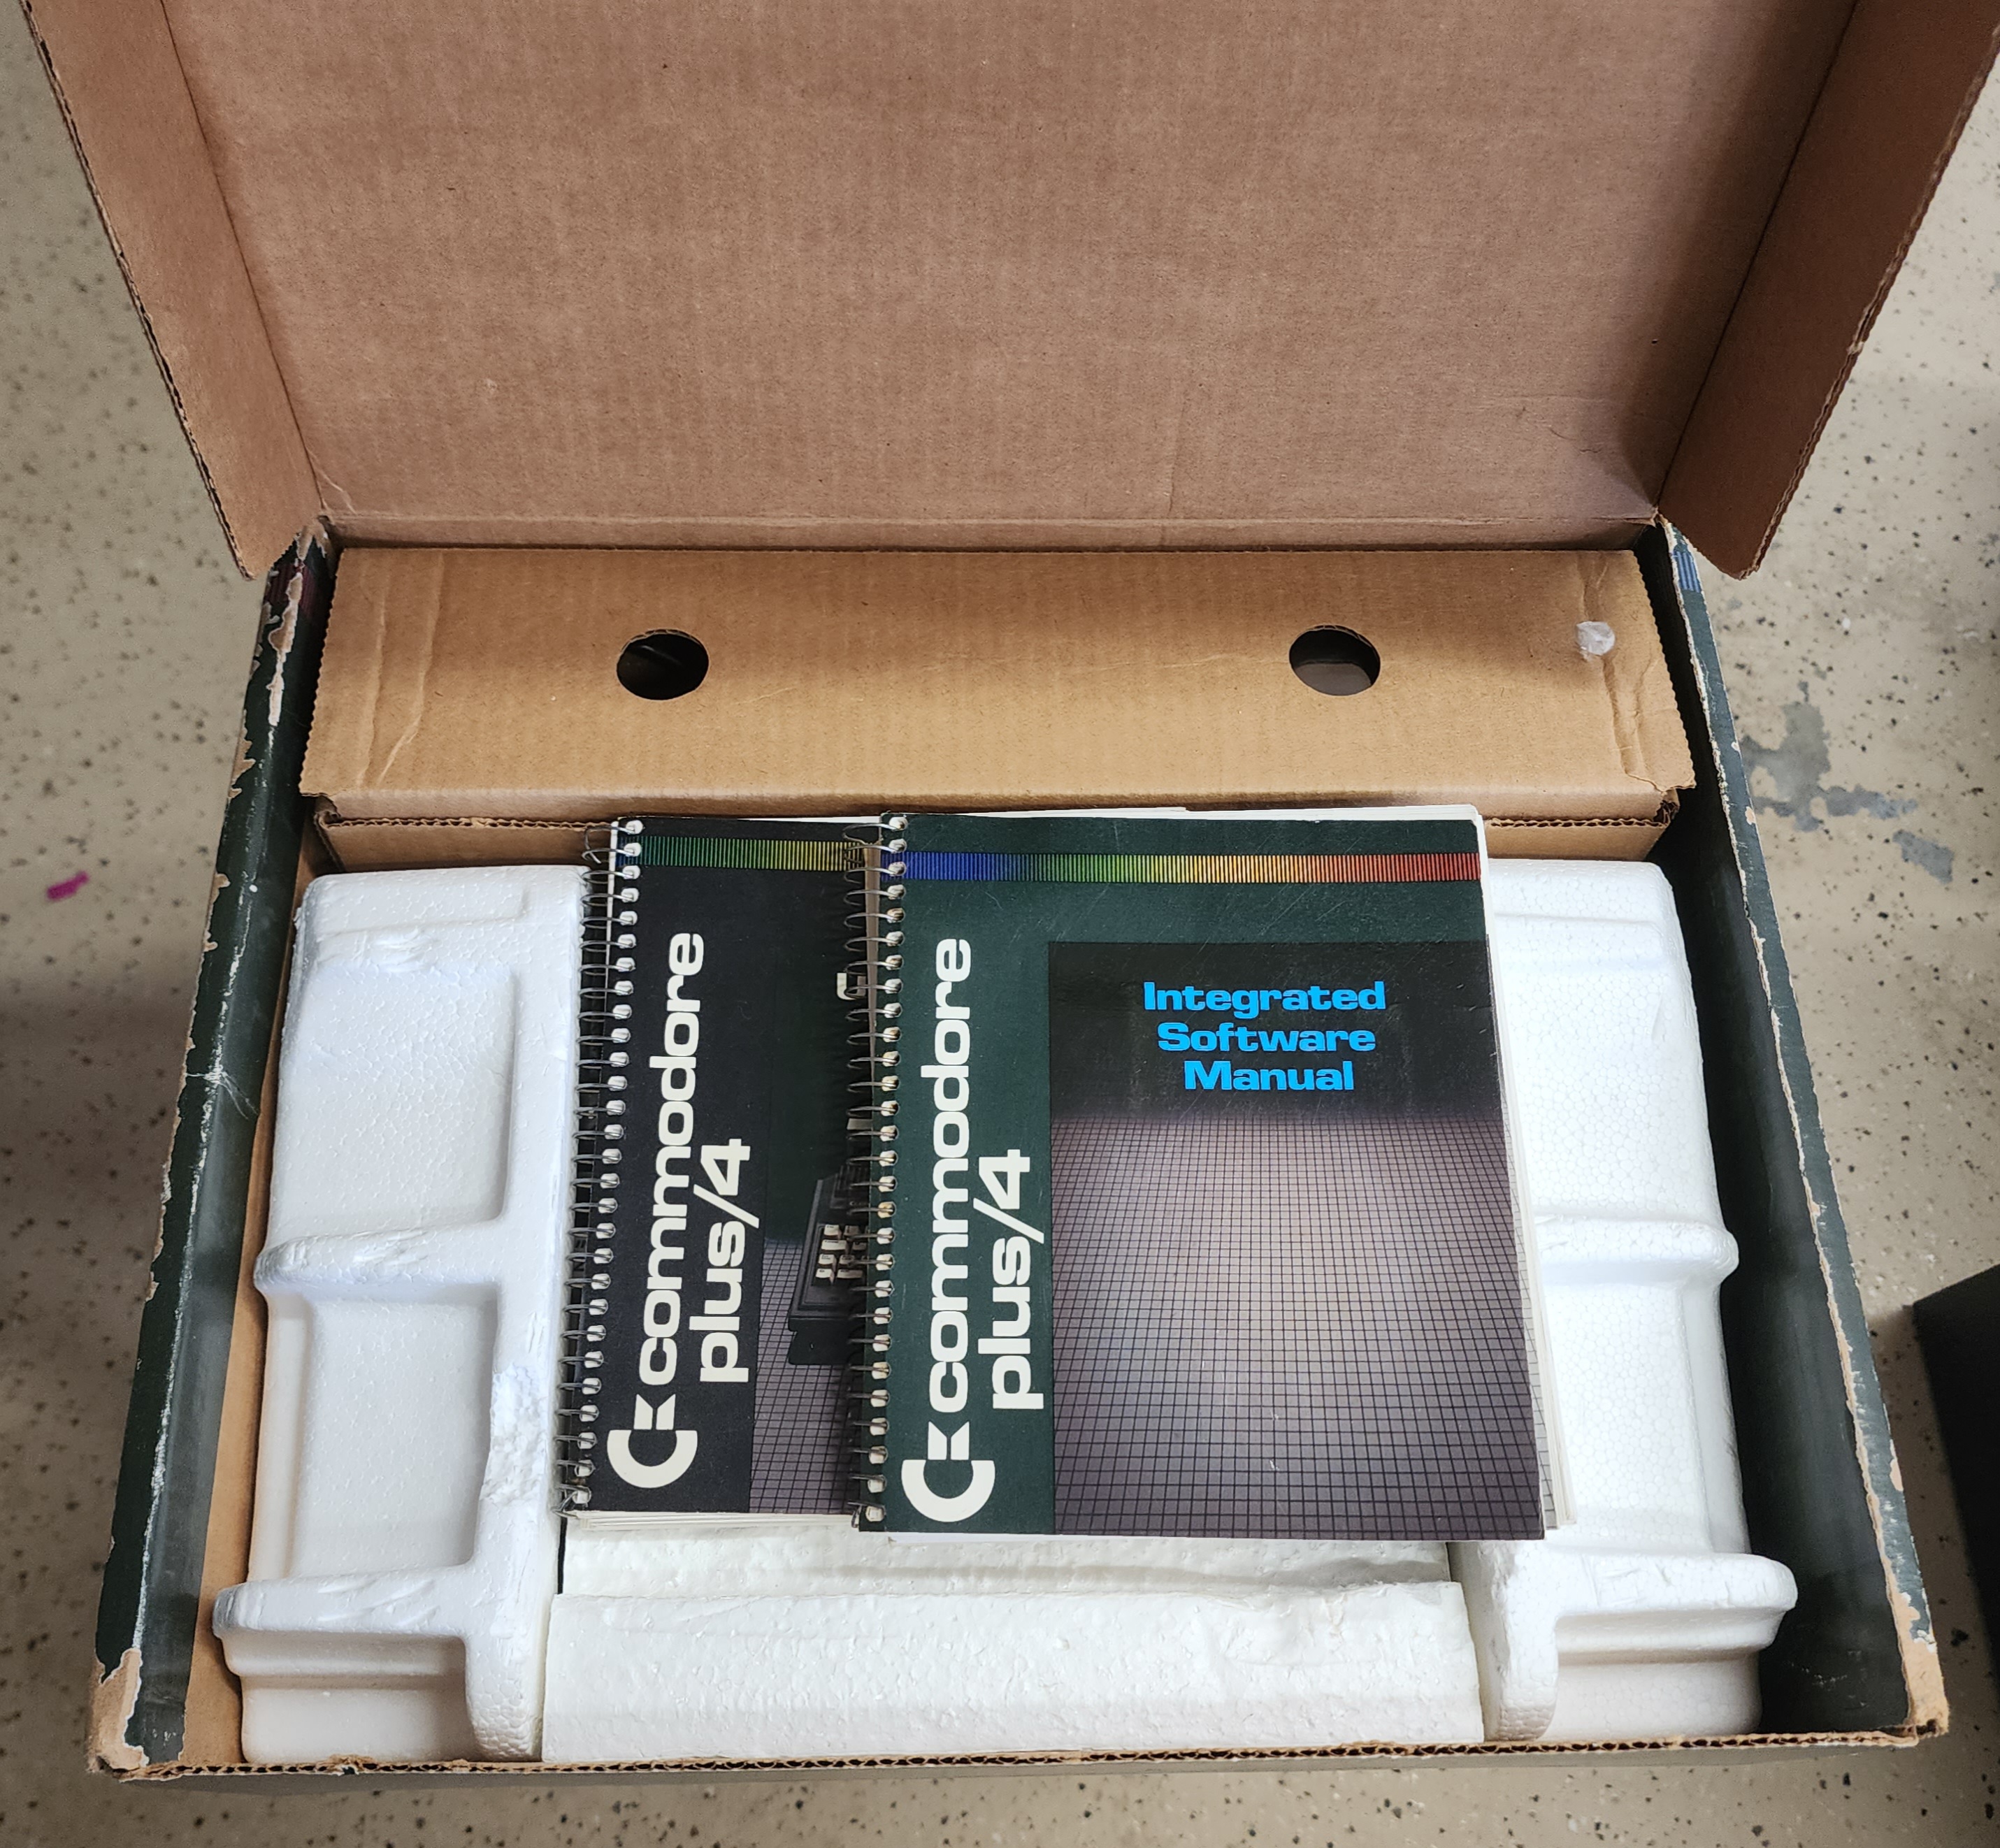 commodore
plus/4
commodore
plus/4
Integrated
Software
Manual